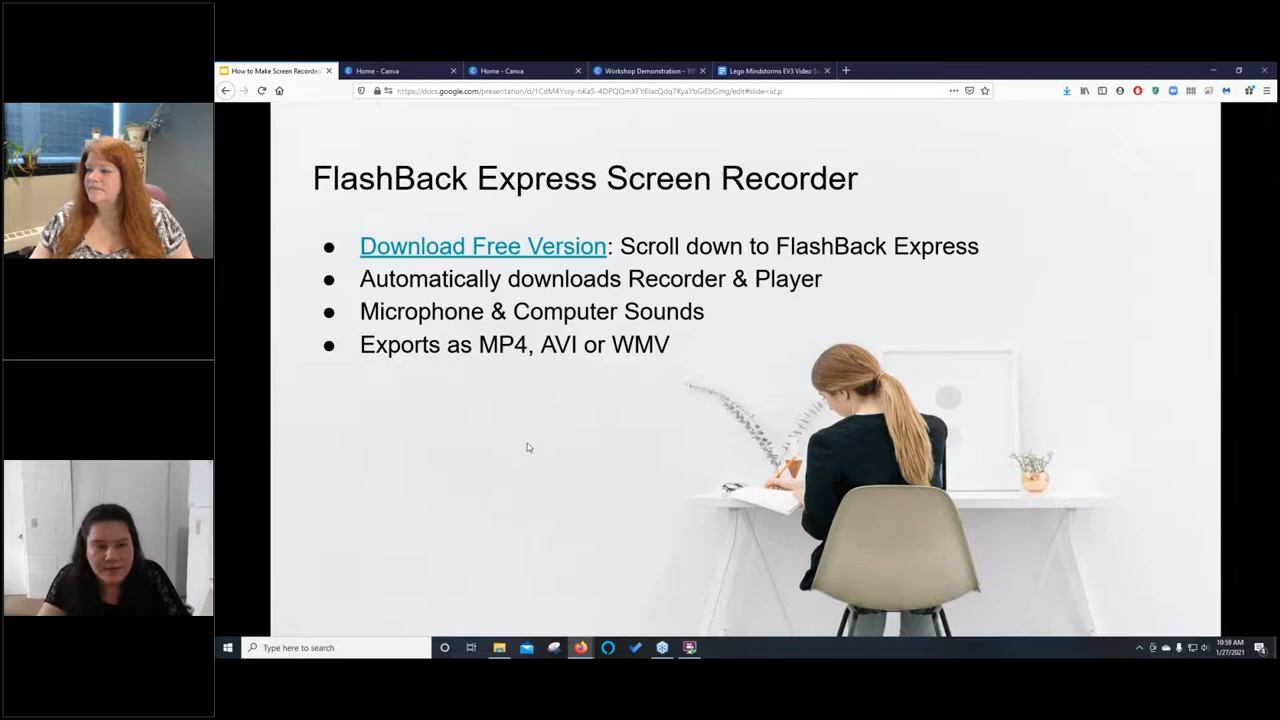 How to Make Screen Recorded
Home - Canva
Home - Canva
Workshop Demonstration - 10
Lego Mindstorms EV3 Video S
FlashBack Express Screen Recorder
● Download Free Version: Scroll down to FlashBack Express
● Automatically downloads Recorder & Player
● Microphone & Computer Sounds
● Exports as MP4, AVI or WMV
Type here to search
10:59 AM
1/27/2021